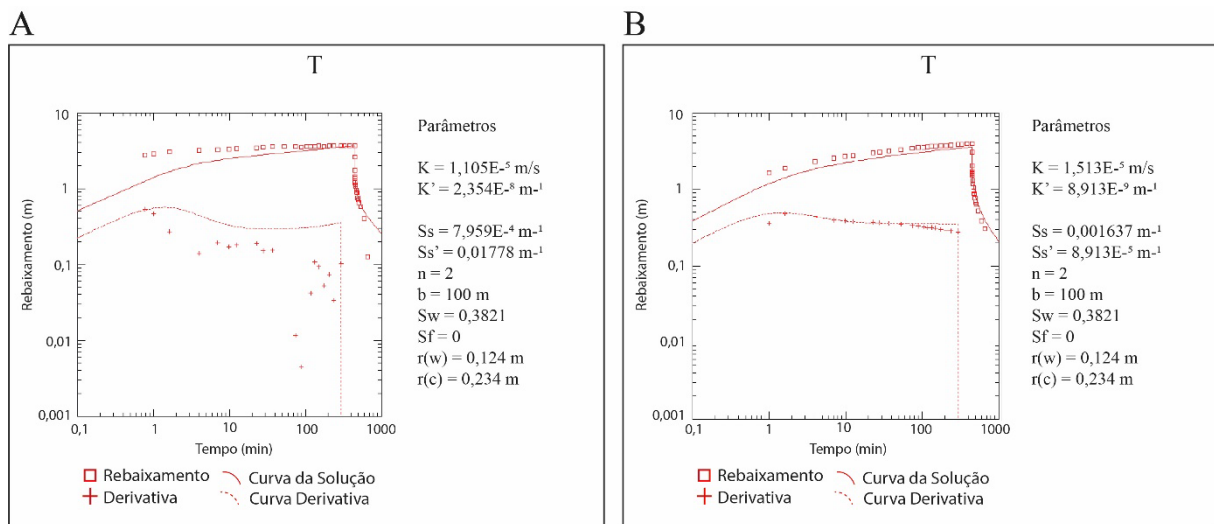 A
T
10
1
0,1
0,01
0,001
Rebaixamento (m)
0,1
1
10
100
1000
Tempo (min)
Parâmetros
K = 1,105E-⁵ m/s
K' = 2,354E-⁸ m-¹
Ss = 7,959E-⁴ m-¹
Ss' = 0,01778 m-¹
n = 2
b = 100 m
Sw = 0,3821
Sf = 0
r(w) = 0,124 m
r(c) = 0,234 m
Rebaixamento
Curva da Solução
Derivativa
Curva Derivativa
B
T
10
1
0,1
0,01
0,001
Rebaixamento (m)
0,1
1
10
100
1000
Tempo (min)
Parâmetros
K = 1,513E-⁵ m/s
K' = 8,913E-⁹ m-¹
Ss = 0,001637 m-¹
Ss' = 8,913E-⁵ m-¹
n = 2
b = 100 m
Sw = 0,3821
Sf = 0
r(w) = 0,124 m
r(c) = 0,234 m
Rebaixamento
Curva da Solução
Derivativa
Curva Derivativa